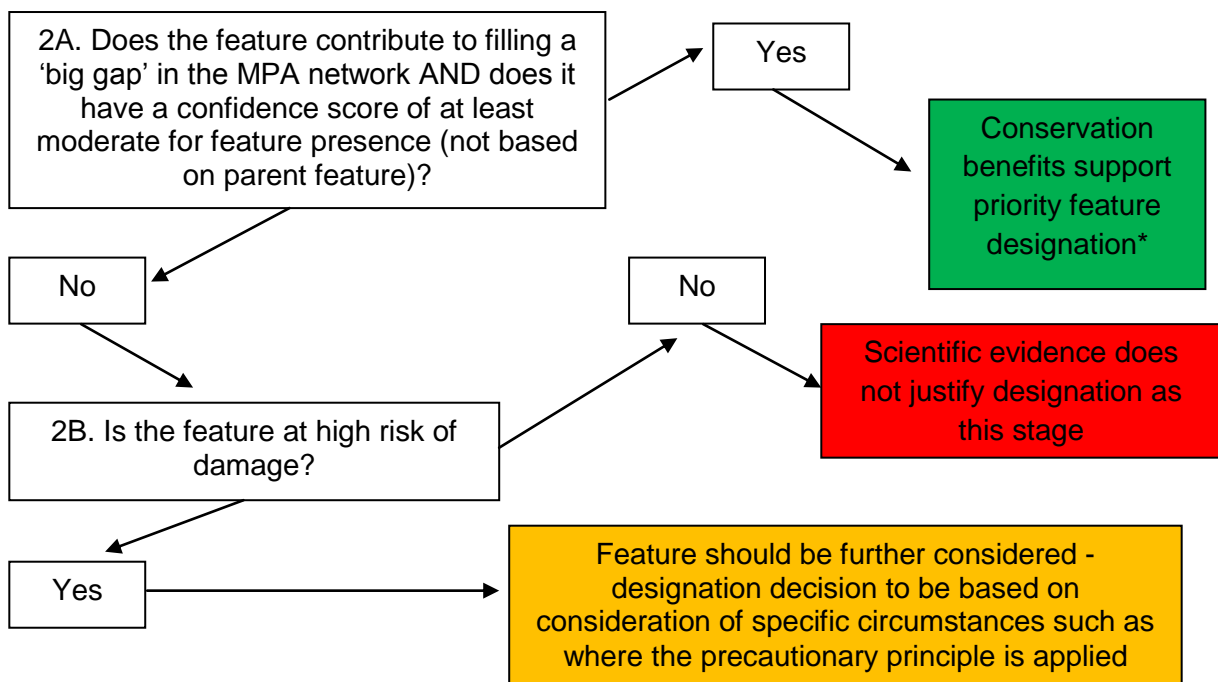 2A. Does the feature contribute to filling a
‘big gap’ in the MPA network AND does it
have a confidence score of at least
moderate for feature presence (not based
on parent feature)?
Yes
Conservation
benefits support
priority feature
designation*
No
No
Scientific evidence does
not justify designation as
this stage
2B. Is the feature at high risk of
damage?
Yes
Feature should be further considered -
designation decision to be based on
consideration of specific circumstances such as
where the precautionary principle is applied